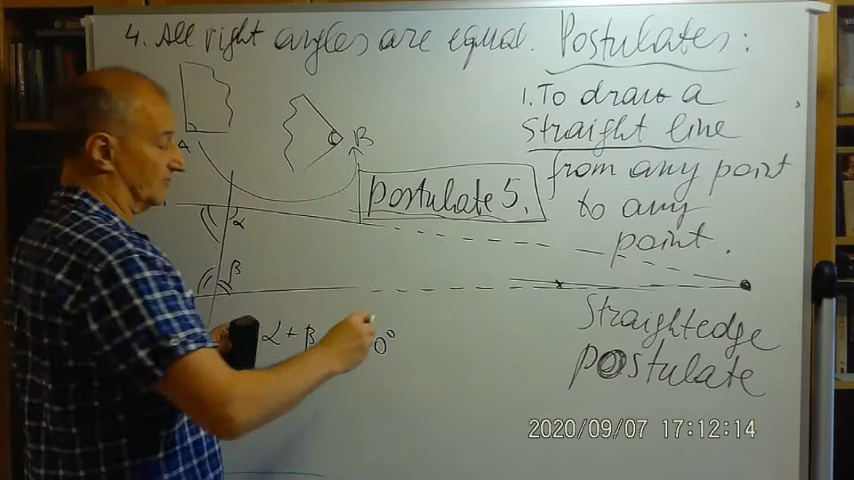 4. All right angles are equal.
Postulates:
1. To draw a
straight line
from any point
to any
point.
A
B
Postulate 5.
α
β
α + β
0°
Straightedge
postulate
2020/09/07 17:12:14